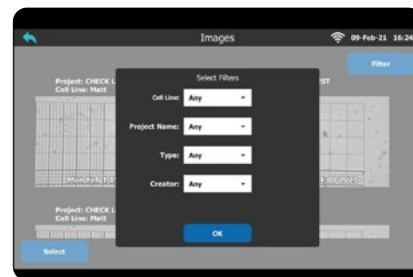 Images
09-Feb-21 16:24
Filter
Select Filters
Project: CHECK L
ST
Cell Line: Matt
Cell Line: Any
Project Name: Any
Type: Any
Creator: Any
Project: CHECK L
Cell Line: Matt
OK
Select